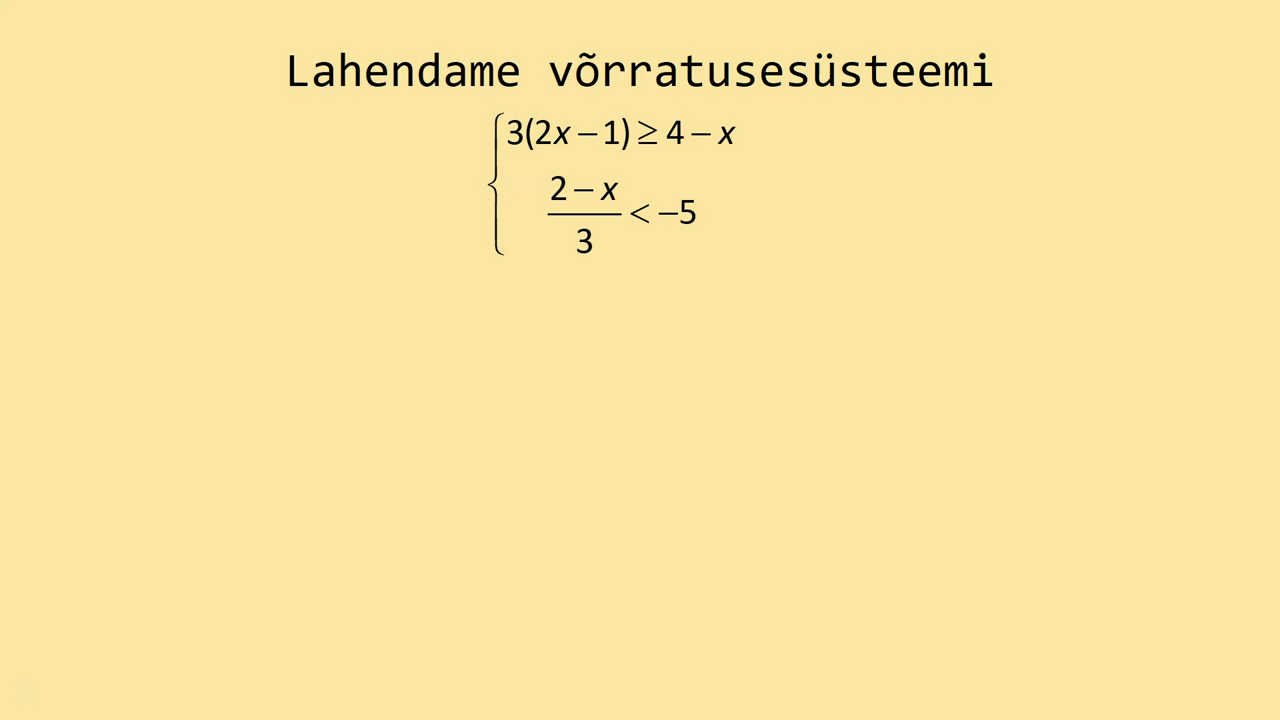 Lahendame võrratusesüsteemi
3(2x – 1) ≥ 4 – x
2 – x
< –5
3